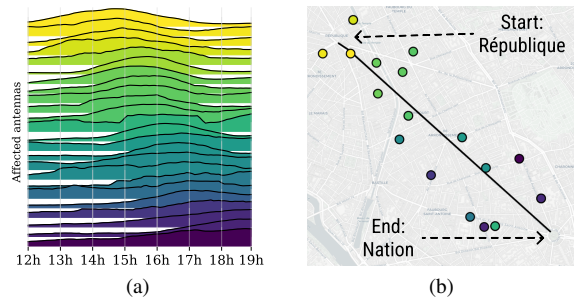 Affected antennas
12h 13h 14h 15h 16h 17h 18h 19h
(a)
Start:
République
End:
Nation
(b)